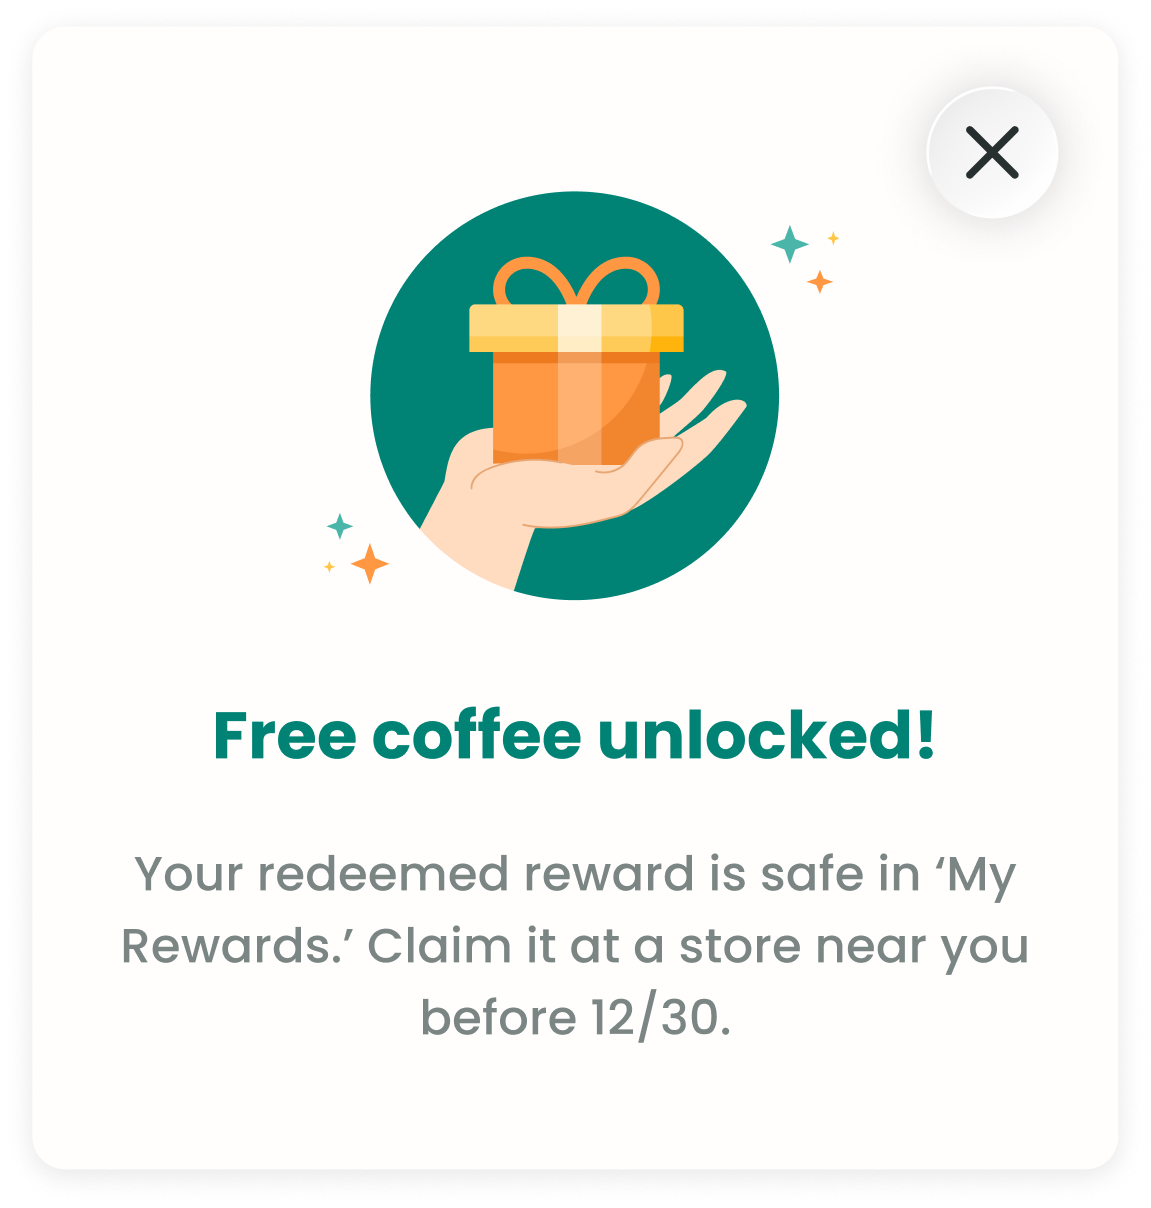 Free coffee unlocked!
Your redeemed reward is safe in ‘My
Rewards.’ Claim it at a store near you
before 12/30.